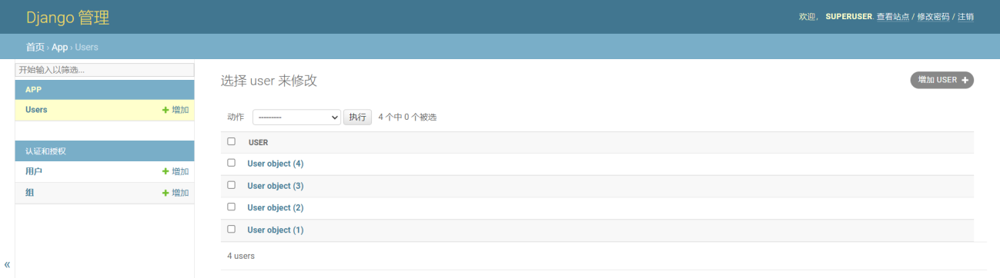 Django 管理
欢迎， SUPERUSER. 查看站点 / 修改密码 / 注销
首页 › App › Users
开始输入以筛选...
APP
Users + 增加
认证和授权
用户 + 增加
组 + 增加
«
选择 user 来修改
增加 USER +
动作 --------- 执行 4 个中 0 个被选
USER
User object (4)
User object (3)
User object (2)
User object (1)
4 users